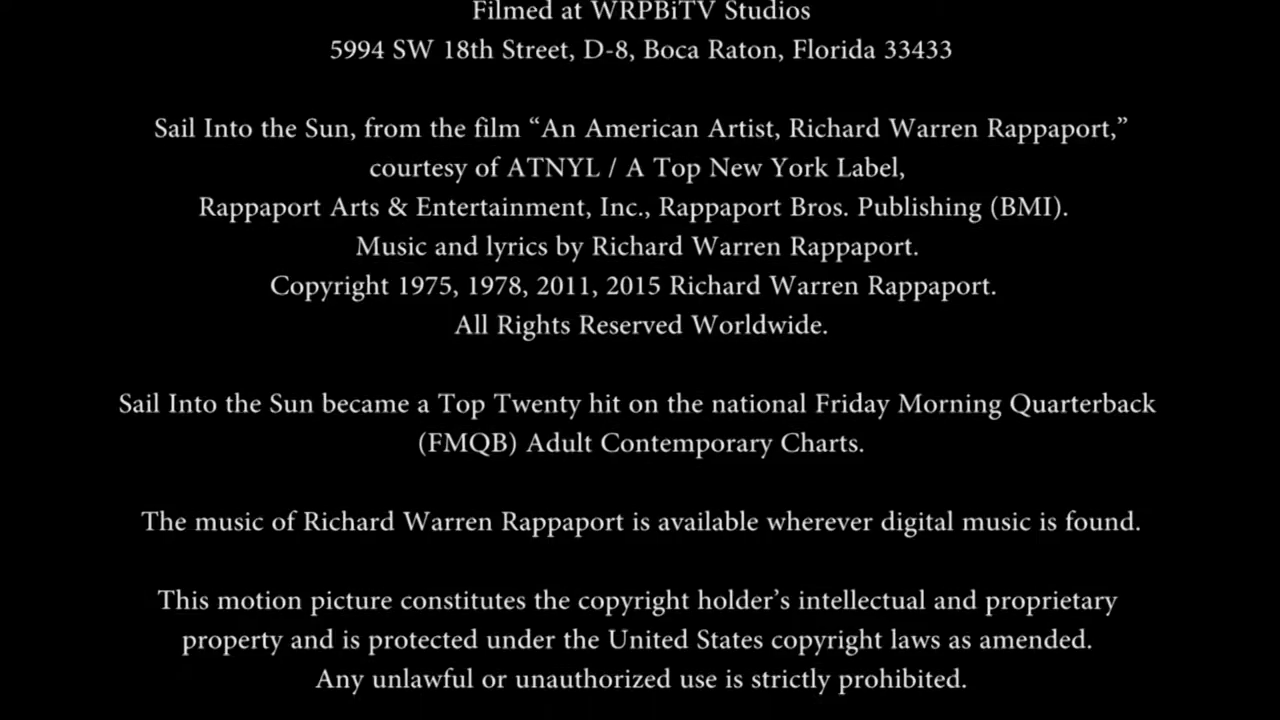 Filmed at WRPBiTV Studios
5994 SW 18th Street, D-8, Boca Raton, Florida 33433
Sail Into the Sun, from the film “An American Artist, Richard Warren Rappaport,”
courtesy of ATNYL / A Top New York Label,
Rappaport Arts & Entertainment, Inc., Rappaport Bros. Publishing (BMI).
Music and lyrics by Richard Warren Rappaport.
Copyright 1975, 1978, 2011, 2015 Richard Warren Rappaport.
All Rights Reserved Worldwide.
Sail Into the Sun became a Top Twenty hit on the national Friday Morning Quarterback
(FMQB) Adult Contemporary Charts.
The music of Richard Warren Rappaport is available wherever digital music is found.
This motion picture constitutes the copyright holder’s intellectual and proprietary
property and is protected under the United States copyright laws as amended.
Any unlawful or unauthorized use is strictly prohibited.